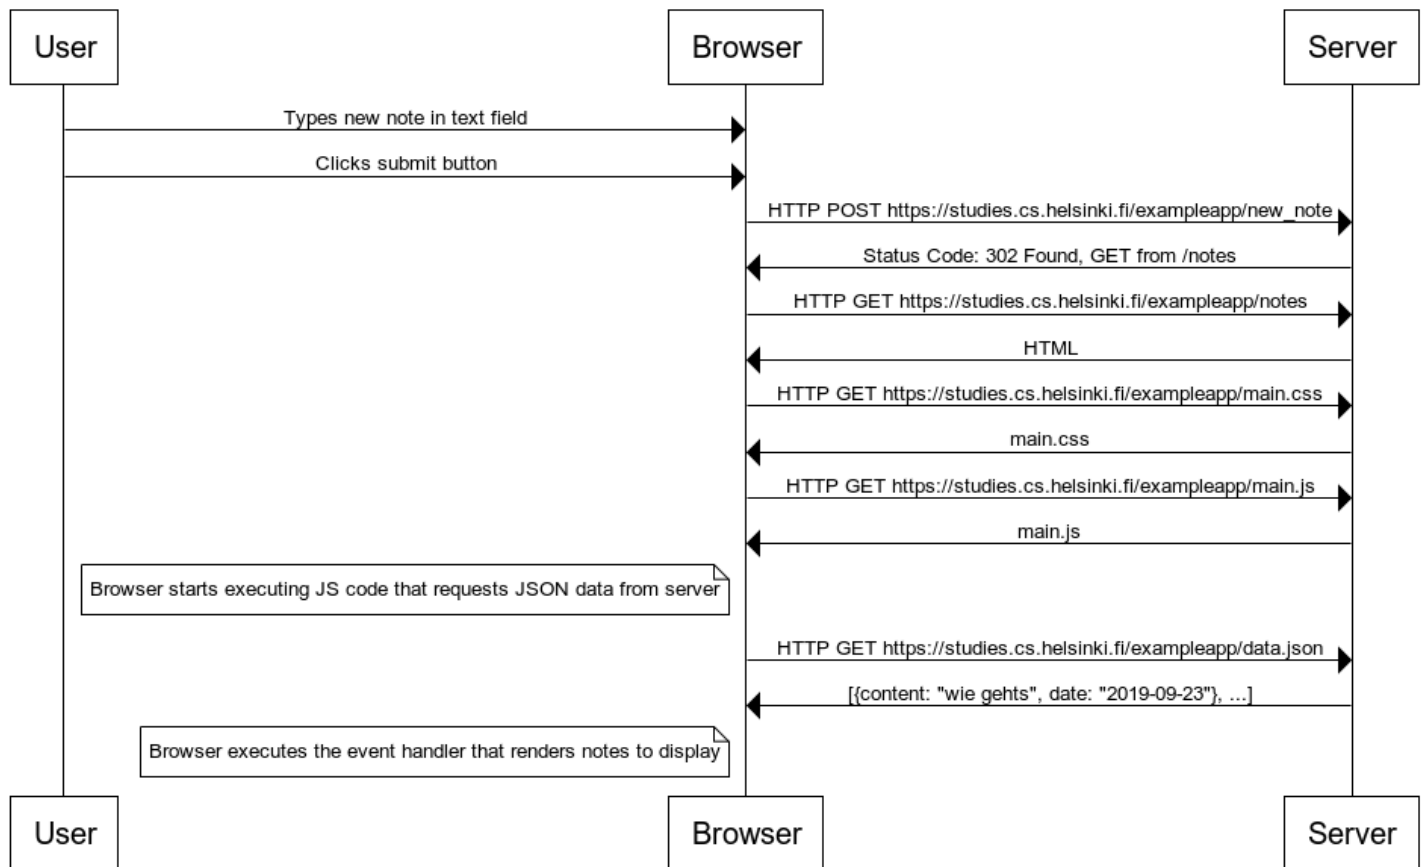 User
Browser
Server
Types new note in text field
Clicks submit button
HTTP POST https://studies.cs.helsinki.fi/exampleapp/new_note
Status Code: 302 Found, GET from /notes
HTTP GET https://studies.cs.helsinki.fi/exampleapp/notes
HTML
HTTP GET https://studies.cs.helsinki.fi/exampleapp/main.css
main.css
HTTP GET https://studies.cs.helsinki.fi/exampleapp/main.js
main.js
Browser starts executing JS code that requests JSON data from server
HTTP GET https://studies.cs.helsinki.fi/exampleapp/data.json
[{content: "wie gehts", date: "2019-09-23"}, ...]
Browser executes the event handler that renders notes to display
User
Browser
Server